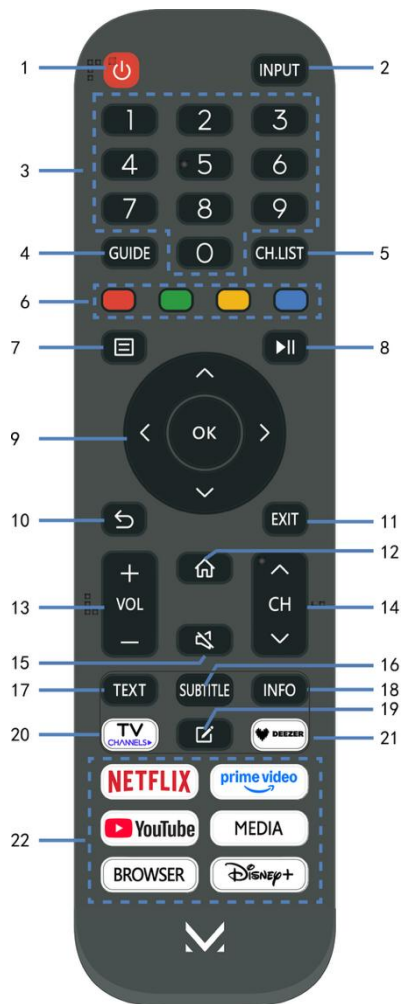 1 INPUT 2
1 2 3
3 4 5 6
7 8 9
4 GUIDE 0 CH.LIST 5
6
7 8
9 OK
10 EXIT 11
12
13 + VOL - CH 14
15
16
17 TEXT SUBTITLE INFO 18
19
20 TV CHANNELS DEEZER 21
NETFLIX prime video
22 YouTube MEDIA
BROWSER Disney+